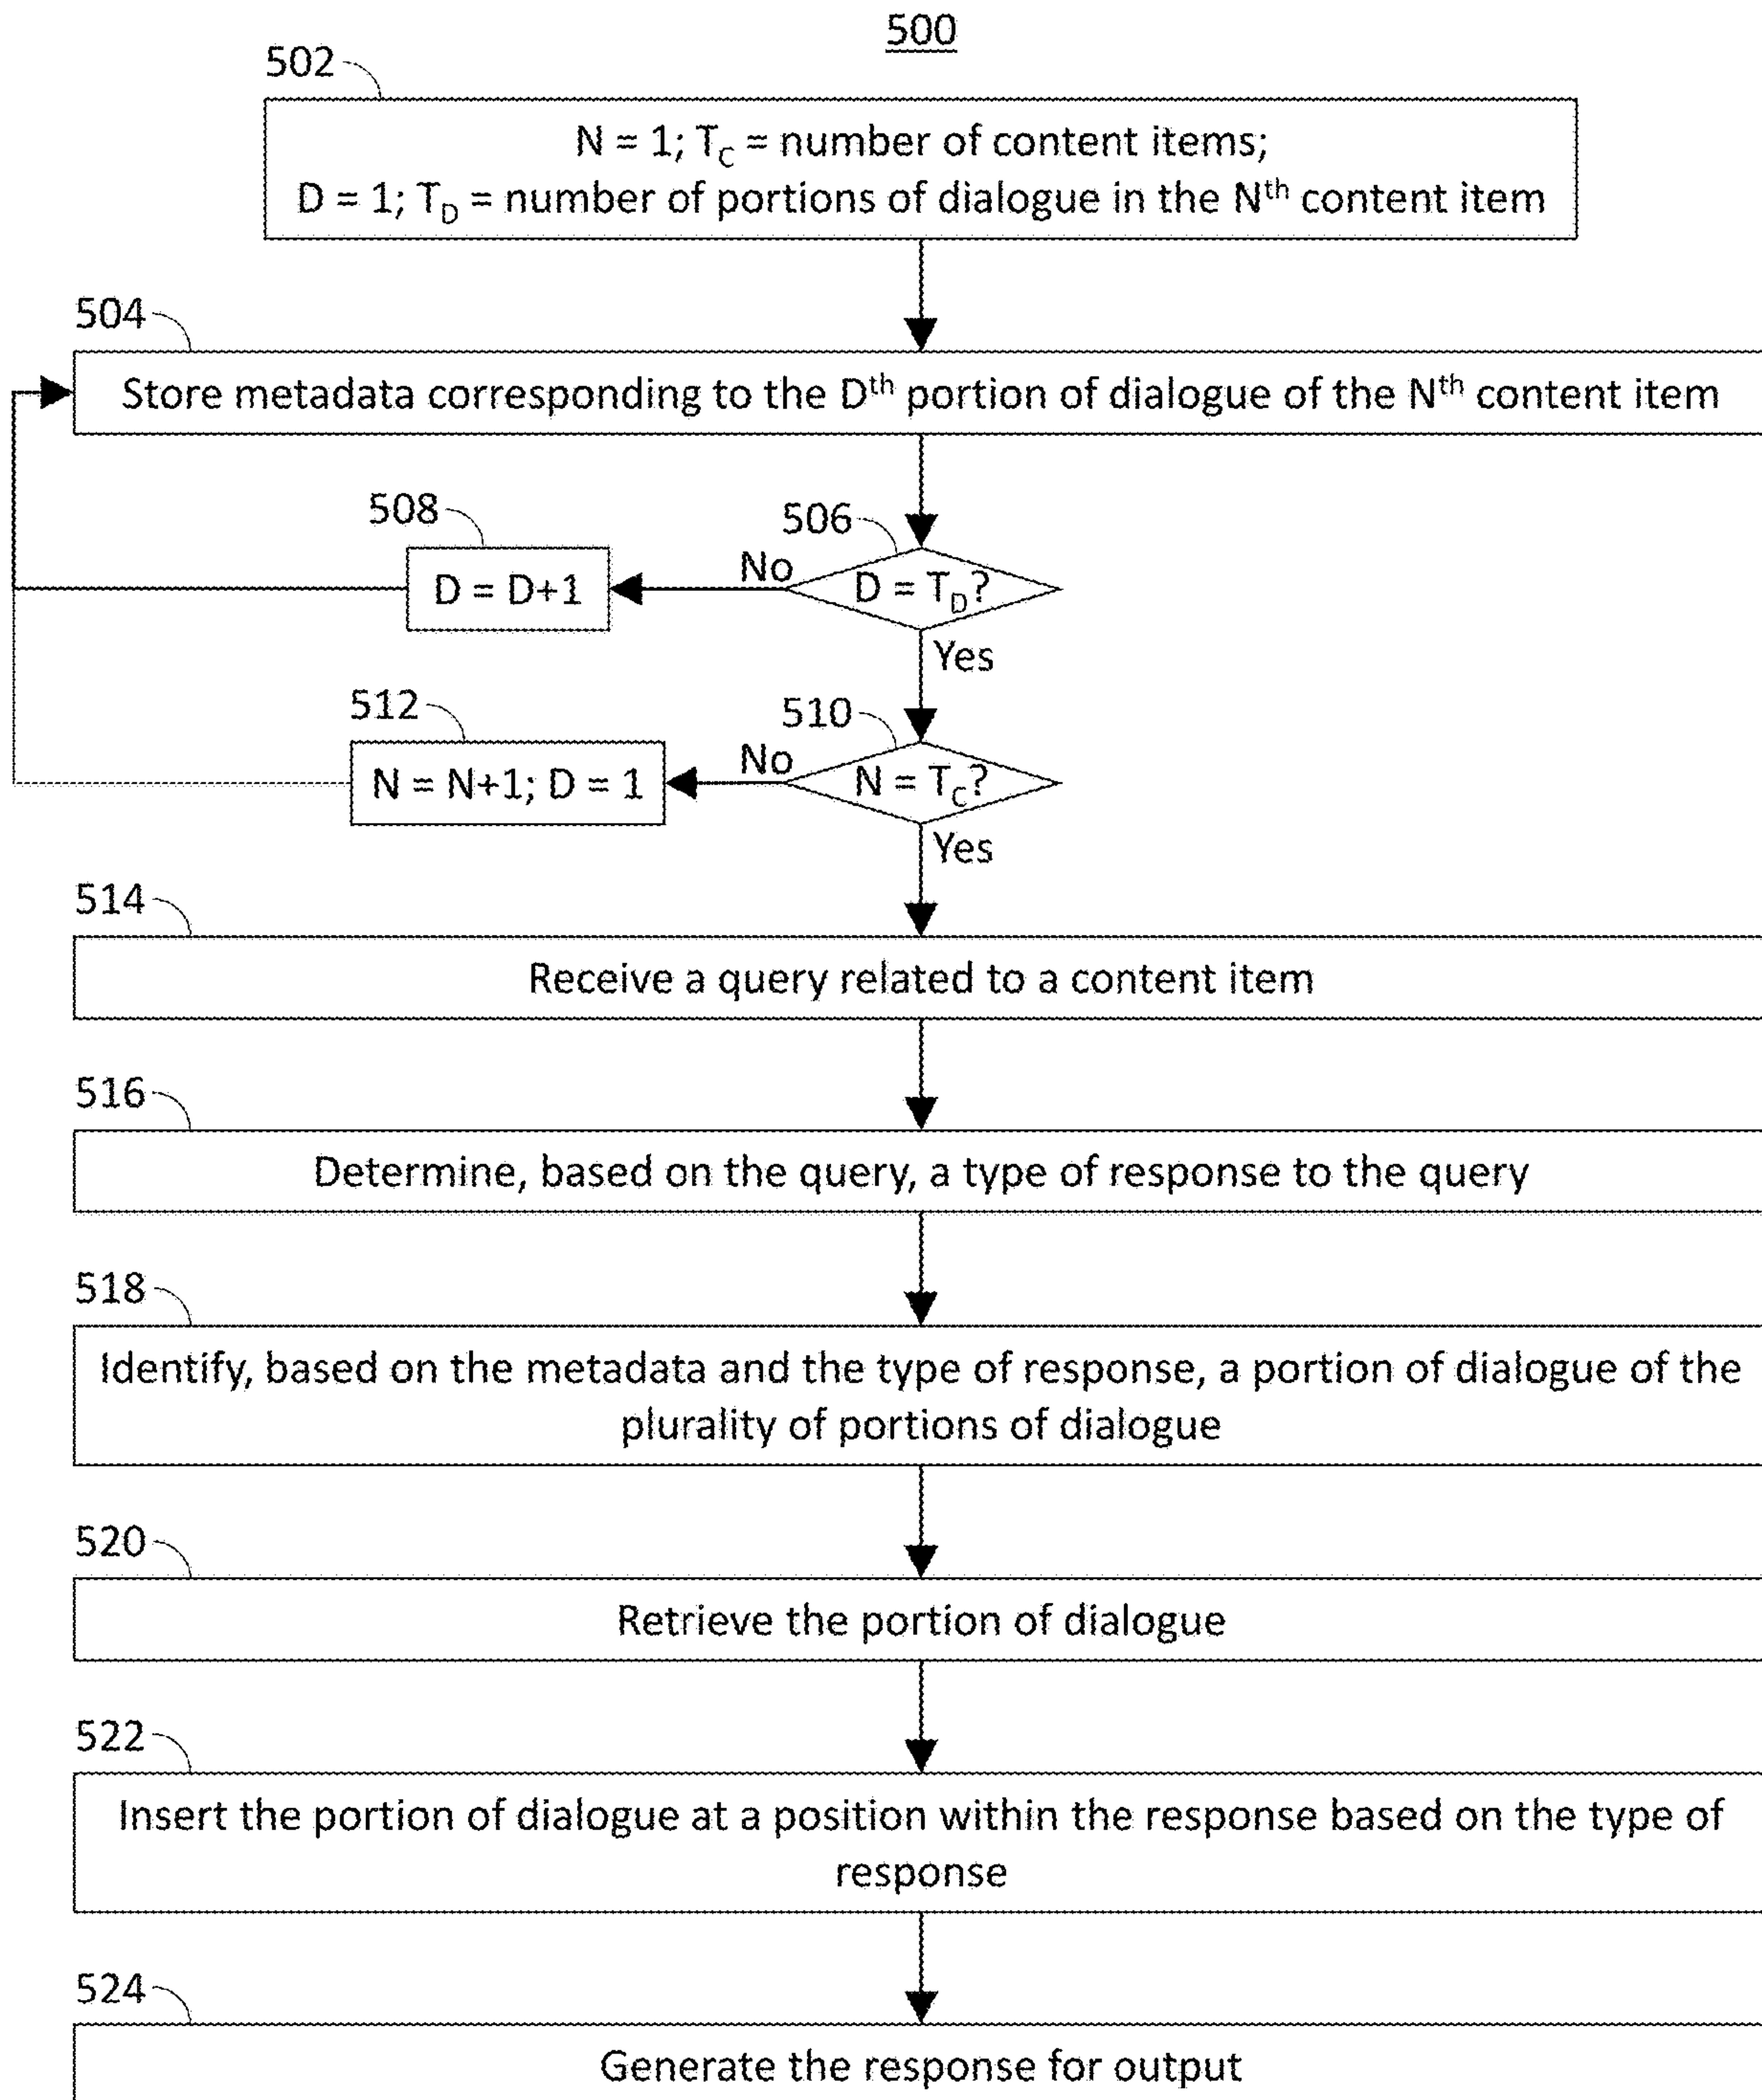 500
502
N = 1; T_C = number of content items;
D = 1; T_D = number of portions of dialogue in the N^th content item
504
Store metadata corresponding to the D^th portion of dialogue of the N^th content item
508
506
D = D+1
No
D = T_D?
Yes
512
510
N = N+1; D = 1
No
N = T_C?
Yes
514
Receive a query related to a content item
516
Determine, based on the query, a type of response to the query
518
Identify, based on the metadata and the type of response, a portion of dialogue of the
plurality of portions of dialogue
520
Retrieve the portion of dialogue
522
Insert the portion of dialogue at a position within the response based on the type of
response
524
Generate the response for output